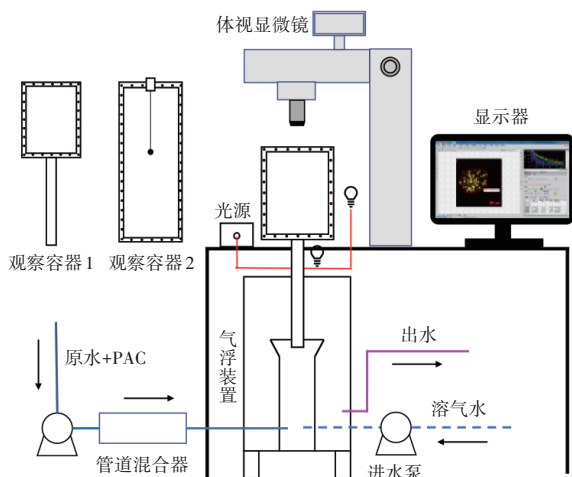 体视显微镜
显示器
光源
观察容器1
观察容器2
气浮装置
原水+PAC
出水
溶气水
管道混合器
进水泵